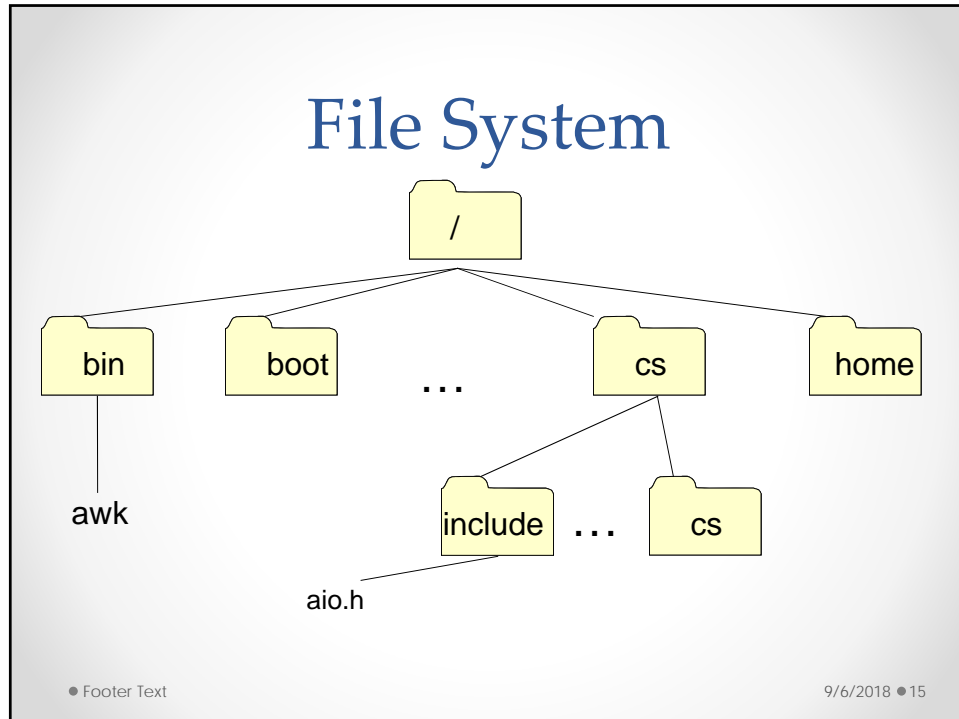 File System
/
bin
boot
...
cs
home
awk
include
...
cs
aio.h
● Footer Text
9/6/2018 ● 15